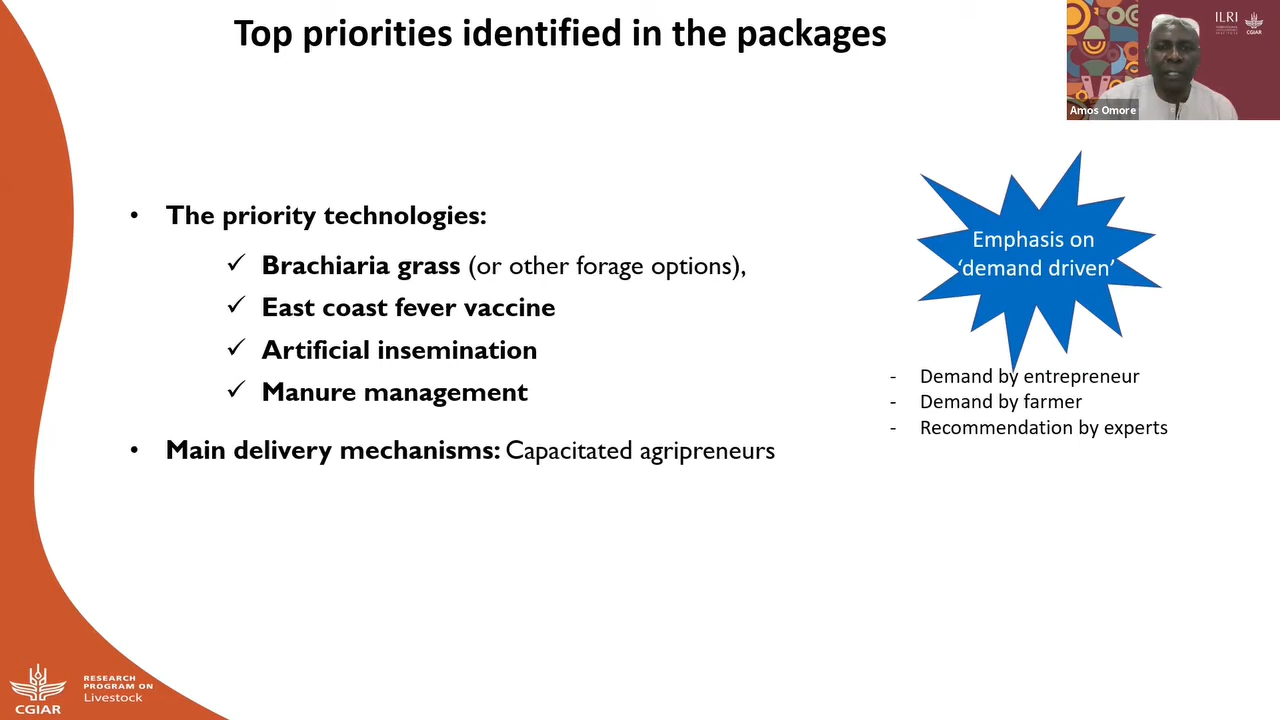 Top priorities identified in the packages
ILRI
CGIAR
Amos Omore
• The priority technologies:
✓ Brachiaria grass (or other forage options),
✓ East coast fever vaccine
✓ Artificial insemination
✓ Manure management
• Main delivery mechanisms: Capacitated agripreneurs
Emphasis on
‘demand driven’
- Demand by entrepreneur
- Demand by farmer
- Recommendation by experts
CGIAR
RESEARCH
PROGRAM ON
Livestock